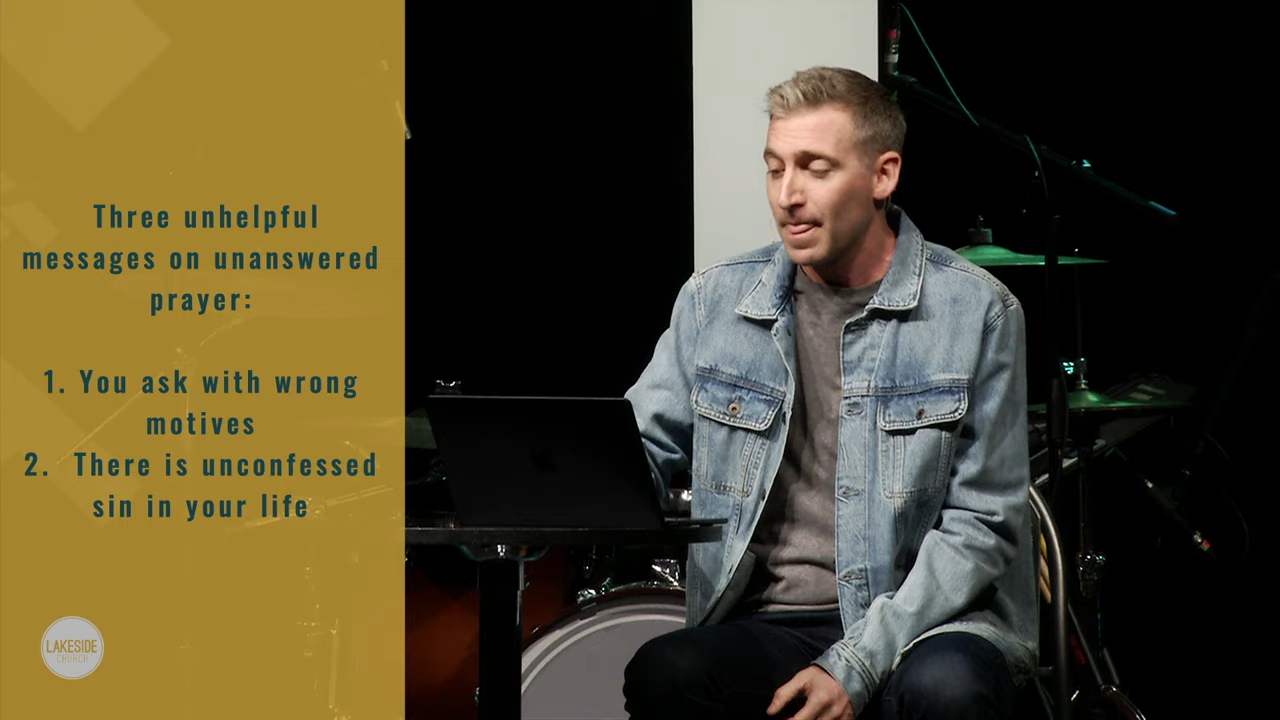 Three unhelpful
messages on unanswered
prayer:
1. You ask with wrong
motives
2. There is unconfessed
sin in your life
LAKESIDE
CHURCH